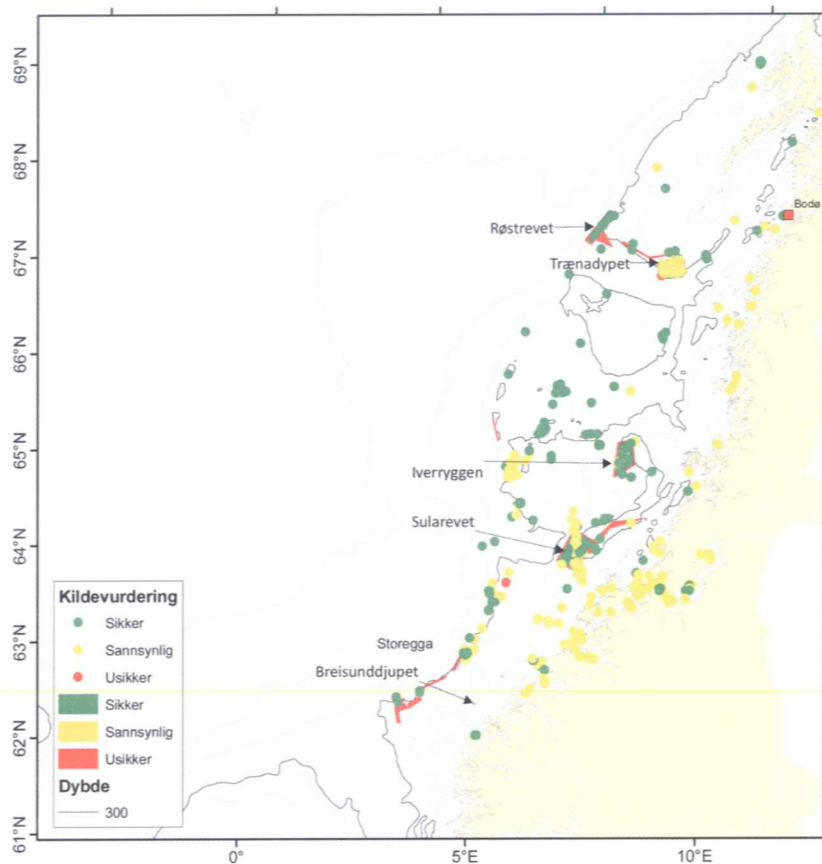 69°N
68°N
67°N
66°N
65°N
64°N
63°N
62°N
61°N
Bodø
Røstrevet
Trænadypet
Iverryggen
Sularevet
Storegga
Breisunddjupet
Kildevurdering
Sikker
Sannsynlig
Usikker
Sikker
Sannsynlig
Usikker
Dybde
300
0°
5°E
10°E